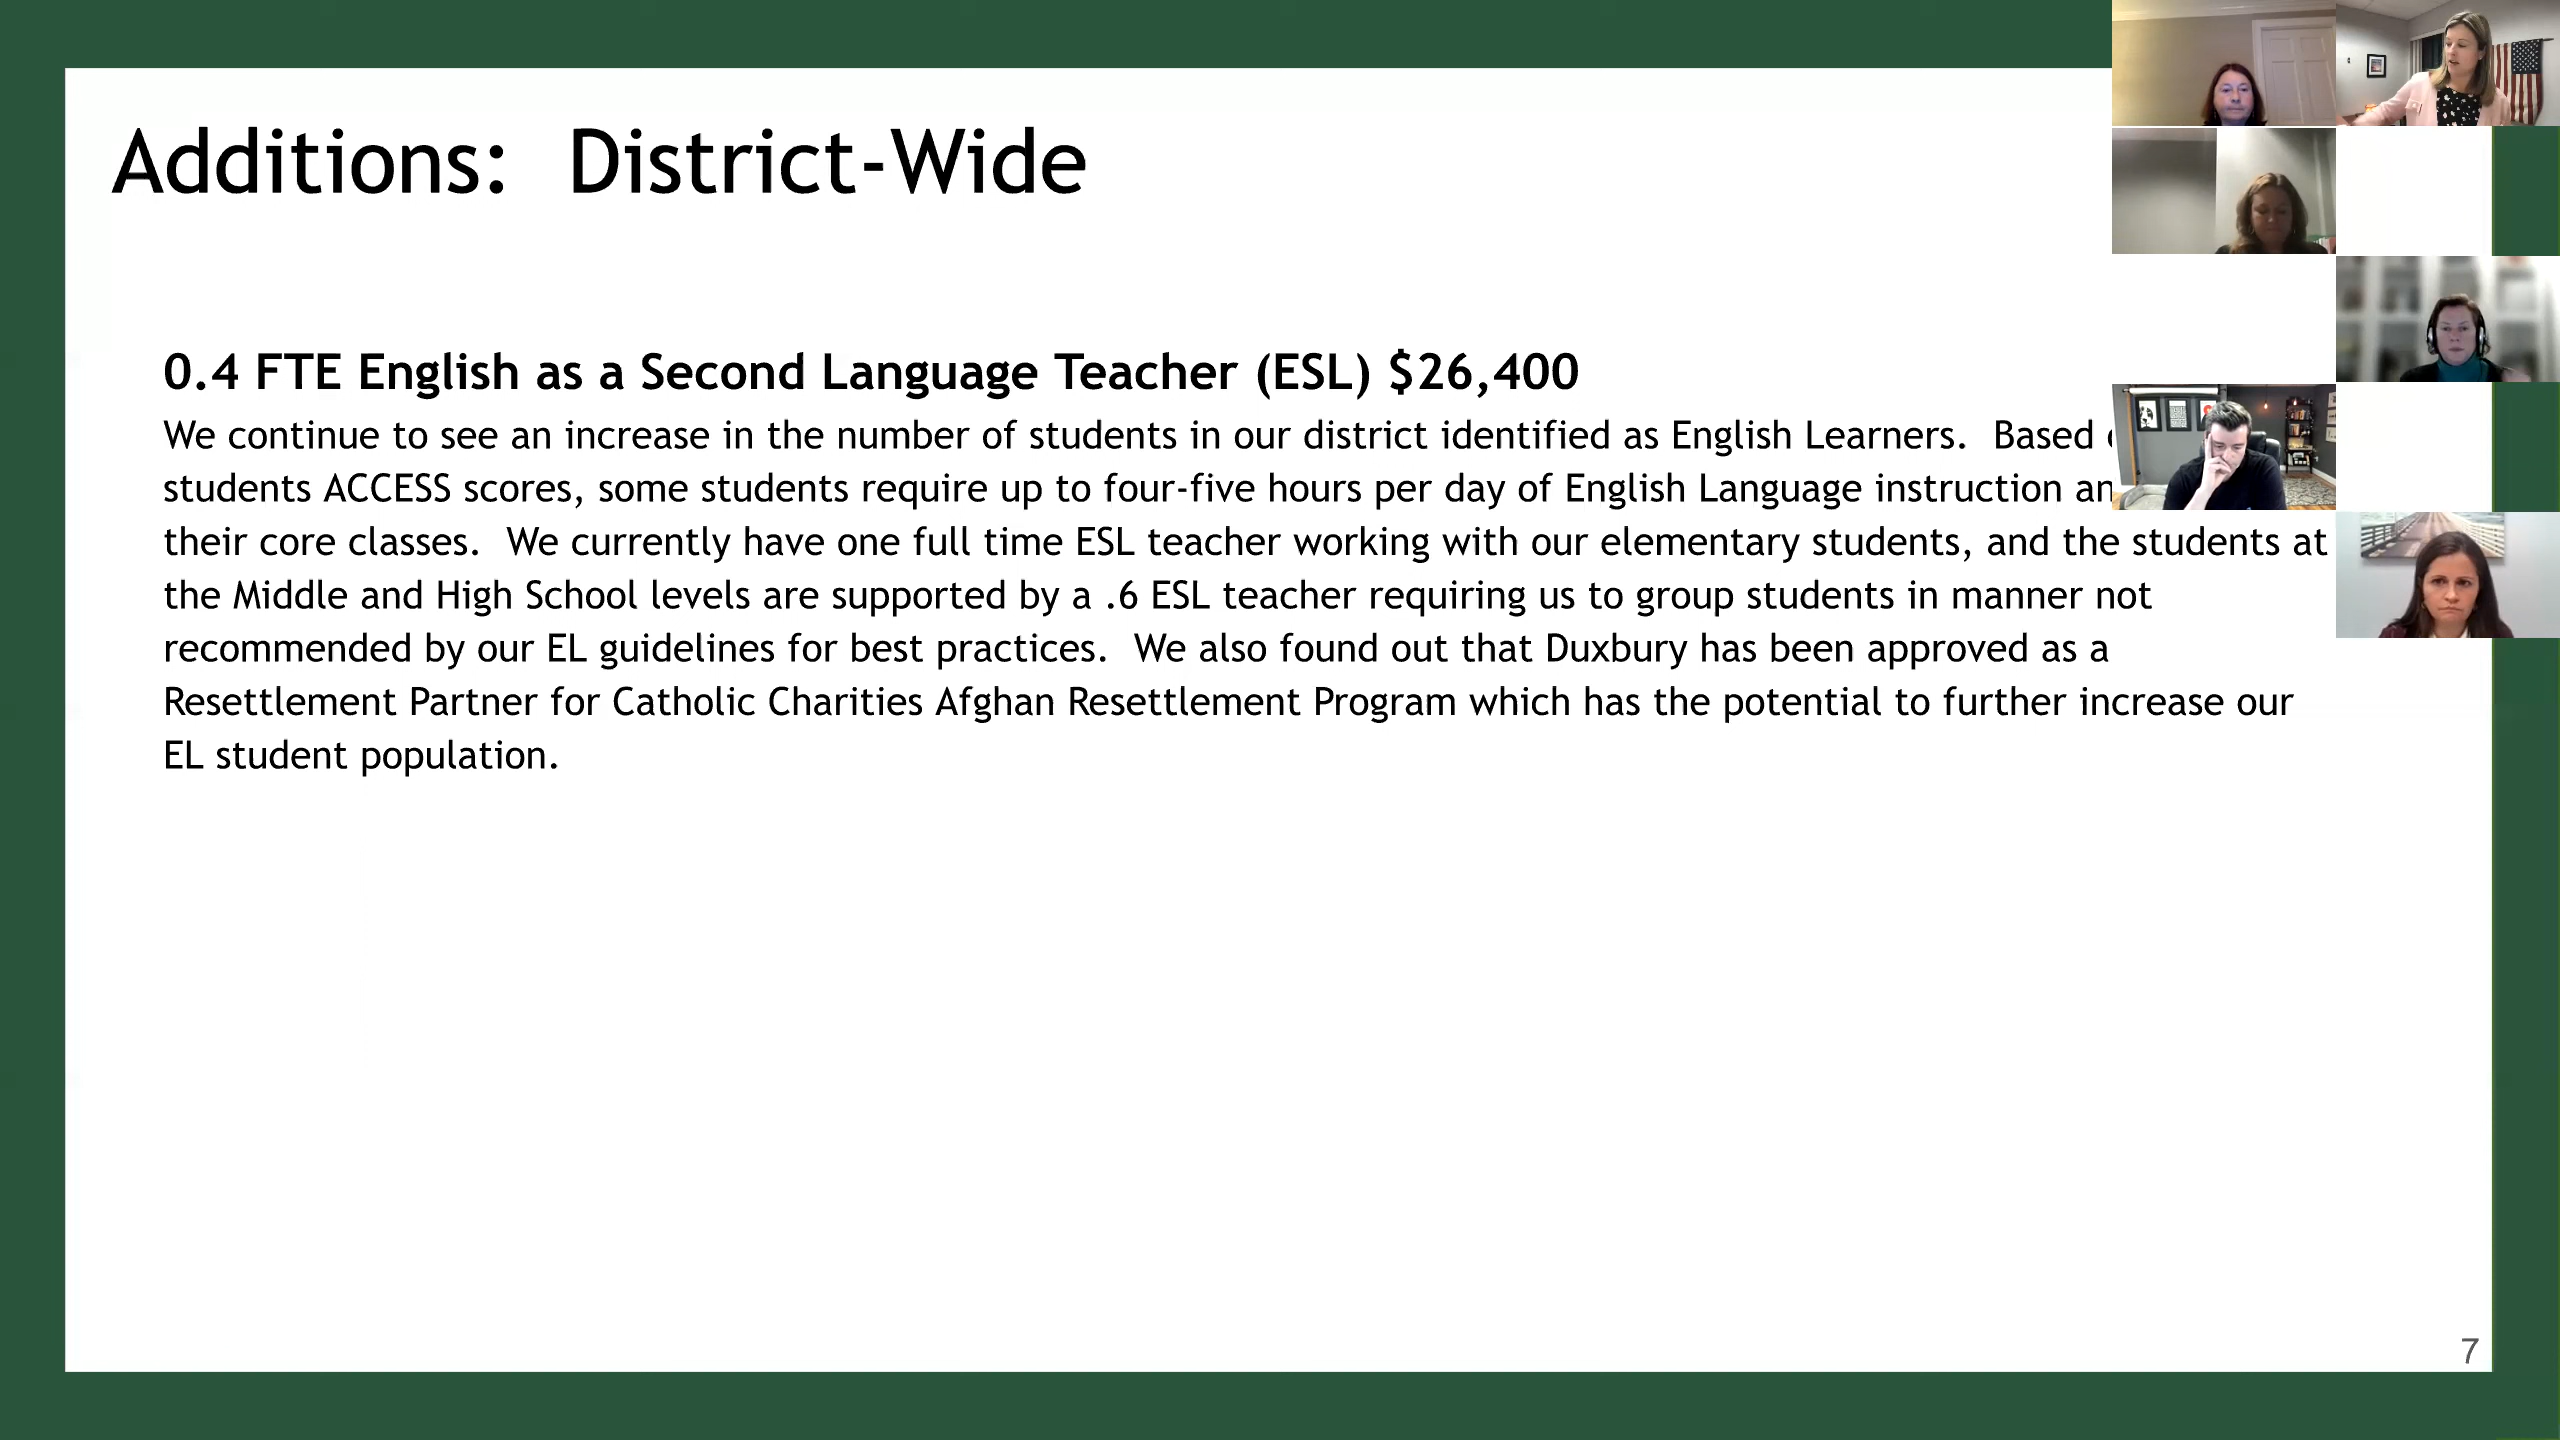 Additions:  District-Wide
0.4 FTE English as a Second Language Teacher (ESL) $26,400
We continue to see an increase in the number of students in our district identified as English Learners.  Based
students ACCESS scores, some students require up to four-five hours per day of English Language instruction
their core classes.  We currently have one full time ESL teacher working with our elementary students, and the students at
the Middle and High School levels are supported by a .6 ESL teacher requiring us to group students in manner not
recommended by our EL guidelines for best practices.  We also found out that Duxbury has been approved as a
Resettlement Partner for Catholic Charities Afghan Resettlement Program which has the potential to further increase our
EL student population.
7